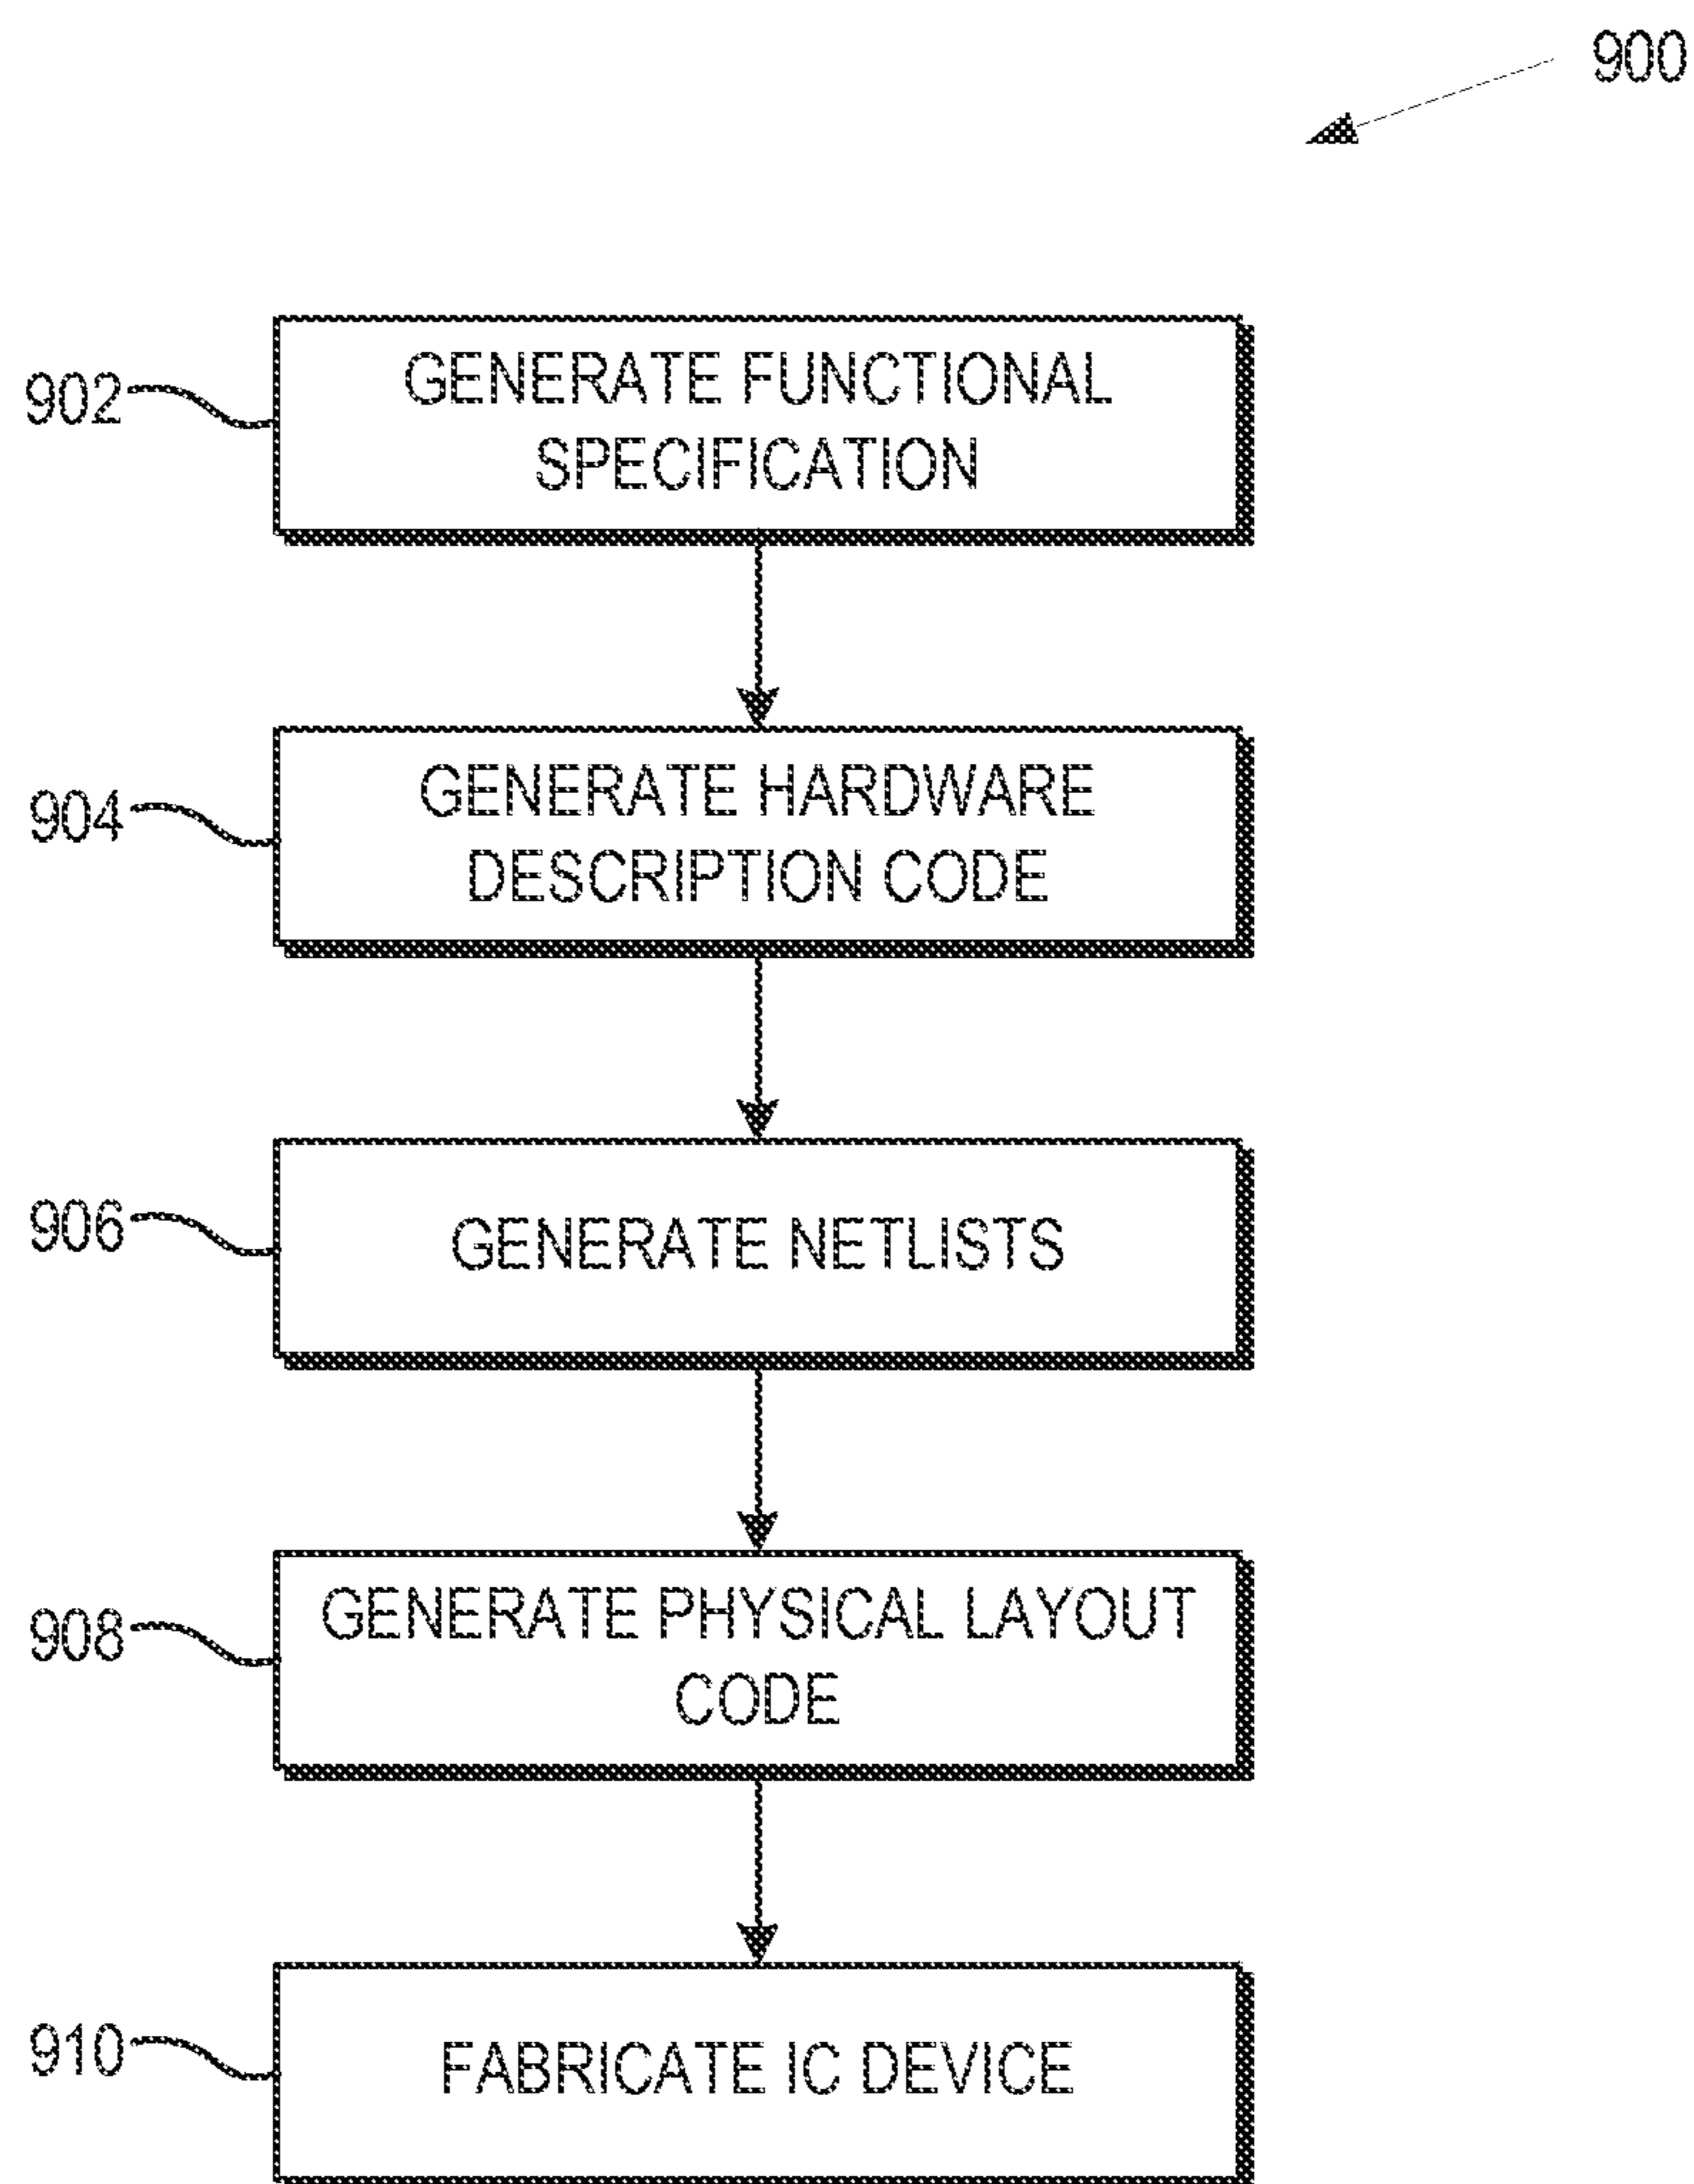 900
902
GENERATE FUNCTIONAL
SPECIFICATION
904
GENERATE HARDWARE
DESCRIPTION CODE
906
GENERATE NETLISTS
908
GENERATE PHYSICAL LAYOUT
CODE
910
FABRICATE IC DEVICE